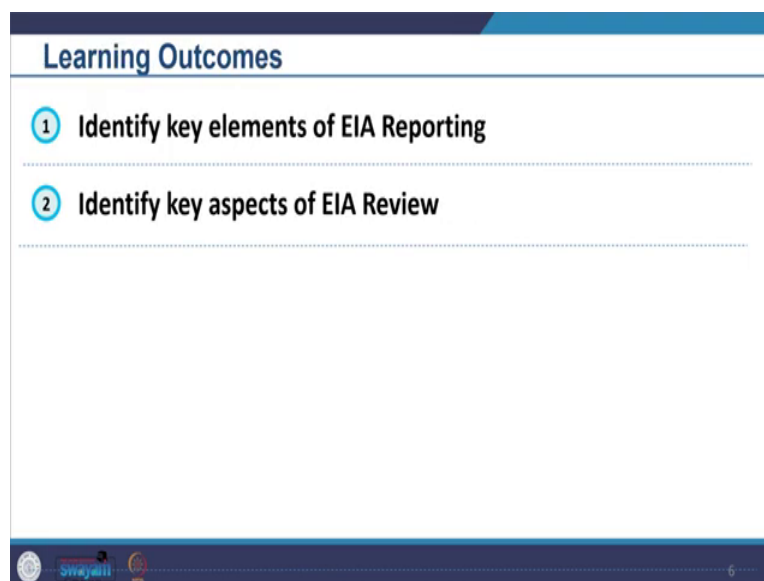 Learning Outcomes
1 Identify key elements of EIA Reporting
2 Identify key aspects of EIA Review
swayam
6